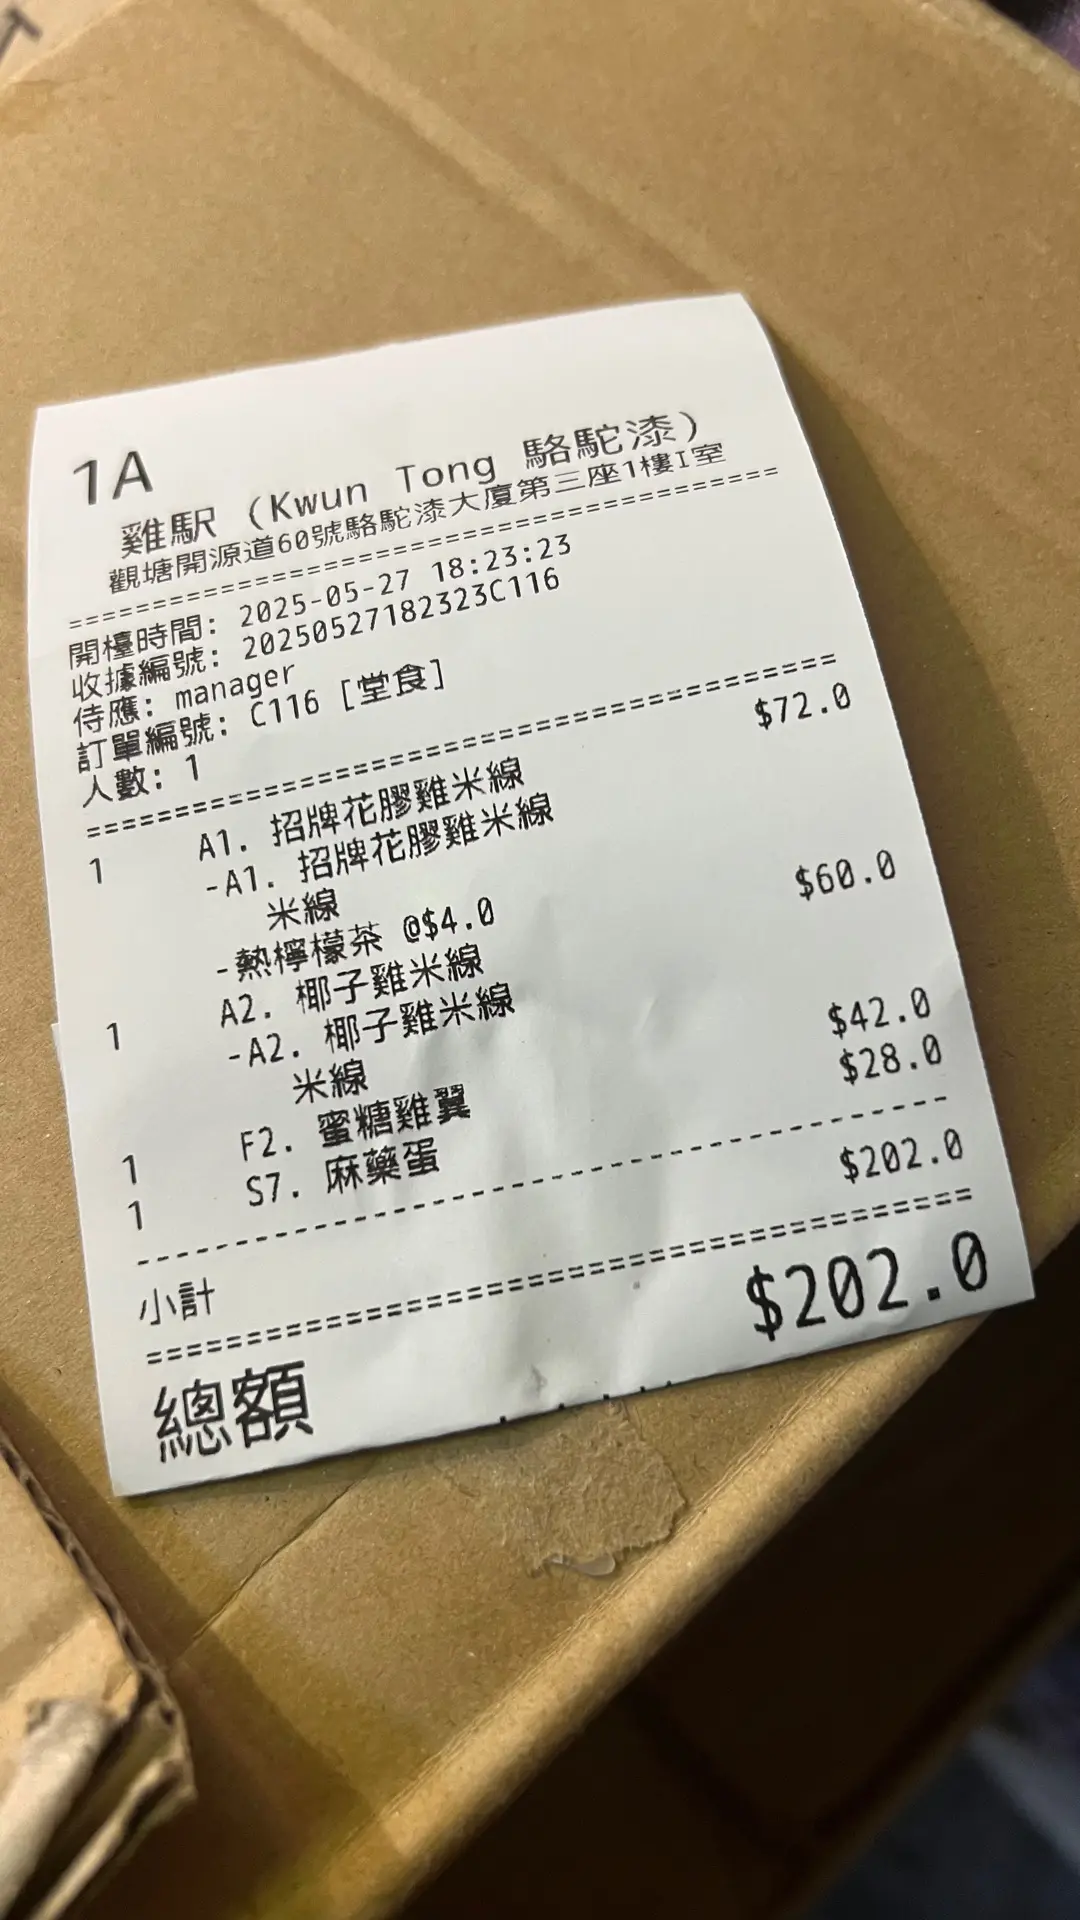 1A
雞駅 (Kwun Tong 駱駝漆)
觀塘開源道60號駱駝漆大廈第三座1樓I室
================================
開檯時間: 2025-05-27 18:23:23
收據編號: 20250527182323C116
侍應: manager
訂單編號: C116 [堂食]
人數: 1
================================
1 A1. 招牌花膠雞米線 $72.0
-A1. 招牌花膠雞米線
米線
-熱檸檬茶 @$4.0
1 A2. 椰子雞米線 $60.0
-A2. 椰子雞米線
米線
1 F2. 蜜糖雞翼 $42.0
1 S7. 麻藥蛋 $28.0
--------------------------------
小計 $202.0
================================
總額 $202.0